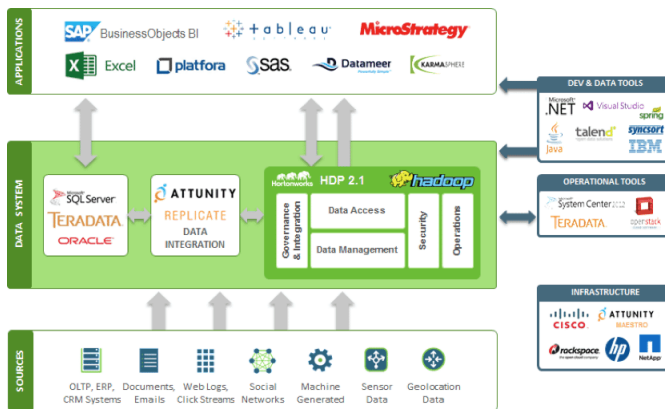 APPLICATIONS
SAP BusinessObjects BI
+ a b l e a u
MicroStrategy
Excel
platfora
sas
Datameer
KARMASPHERE
DEV & DATA TOOLS
Microsoft
.NET
Visual Studio
spring
Java
talend
syncsort
IBM
DATA SYSTEM
SQL Server
TERADATA
ORACLE
ATTUNITY
REPLICATE
DATA
INTEGRATION
Hortonworks
HDP 2.1
hadoop
Governance
& Integration
Data Access
Data Management
Security
Operations
OPERATIONAL TOOLS
System Center 2012
TERADATA
openstack
INFRASTRUCTURE
CISCO
ATTUNITY
MAESTRO
rackspace
hp
NetApp
SOURCES
OLTP, ERP,
CRM Systems
Documents,
Emails
Web Logs,
Click Streams
Social
Networks
Machine
Generated
Sensor
Data
Geolocation
Data